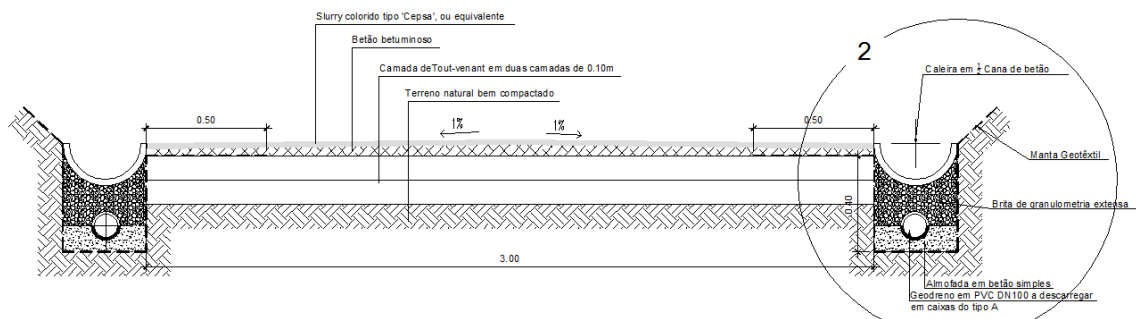 Slurry colorido tipo 'Cepsa', ou equivalente
Betão betuminoso
2
Camada deTout-venant em duas camadas de 0.10m
Caleira em ½ Cana de betão
Terreno natural bem compactado
0.50
1%
1%
0.50
Manta Geotêxtil
Brita de granulometria extensa
0.40
3.00
Almofada em betão simples
Geodreno em PVC DN100 a descarregar
em caixas do tipo A